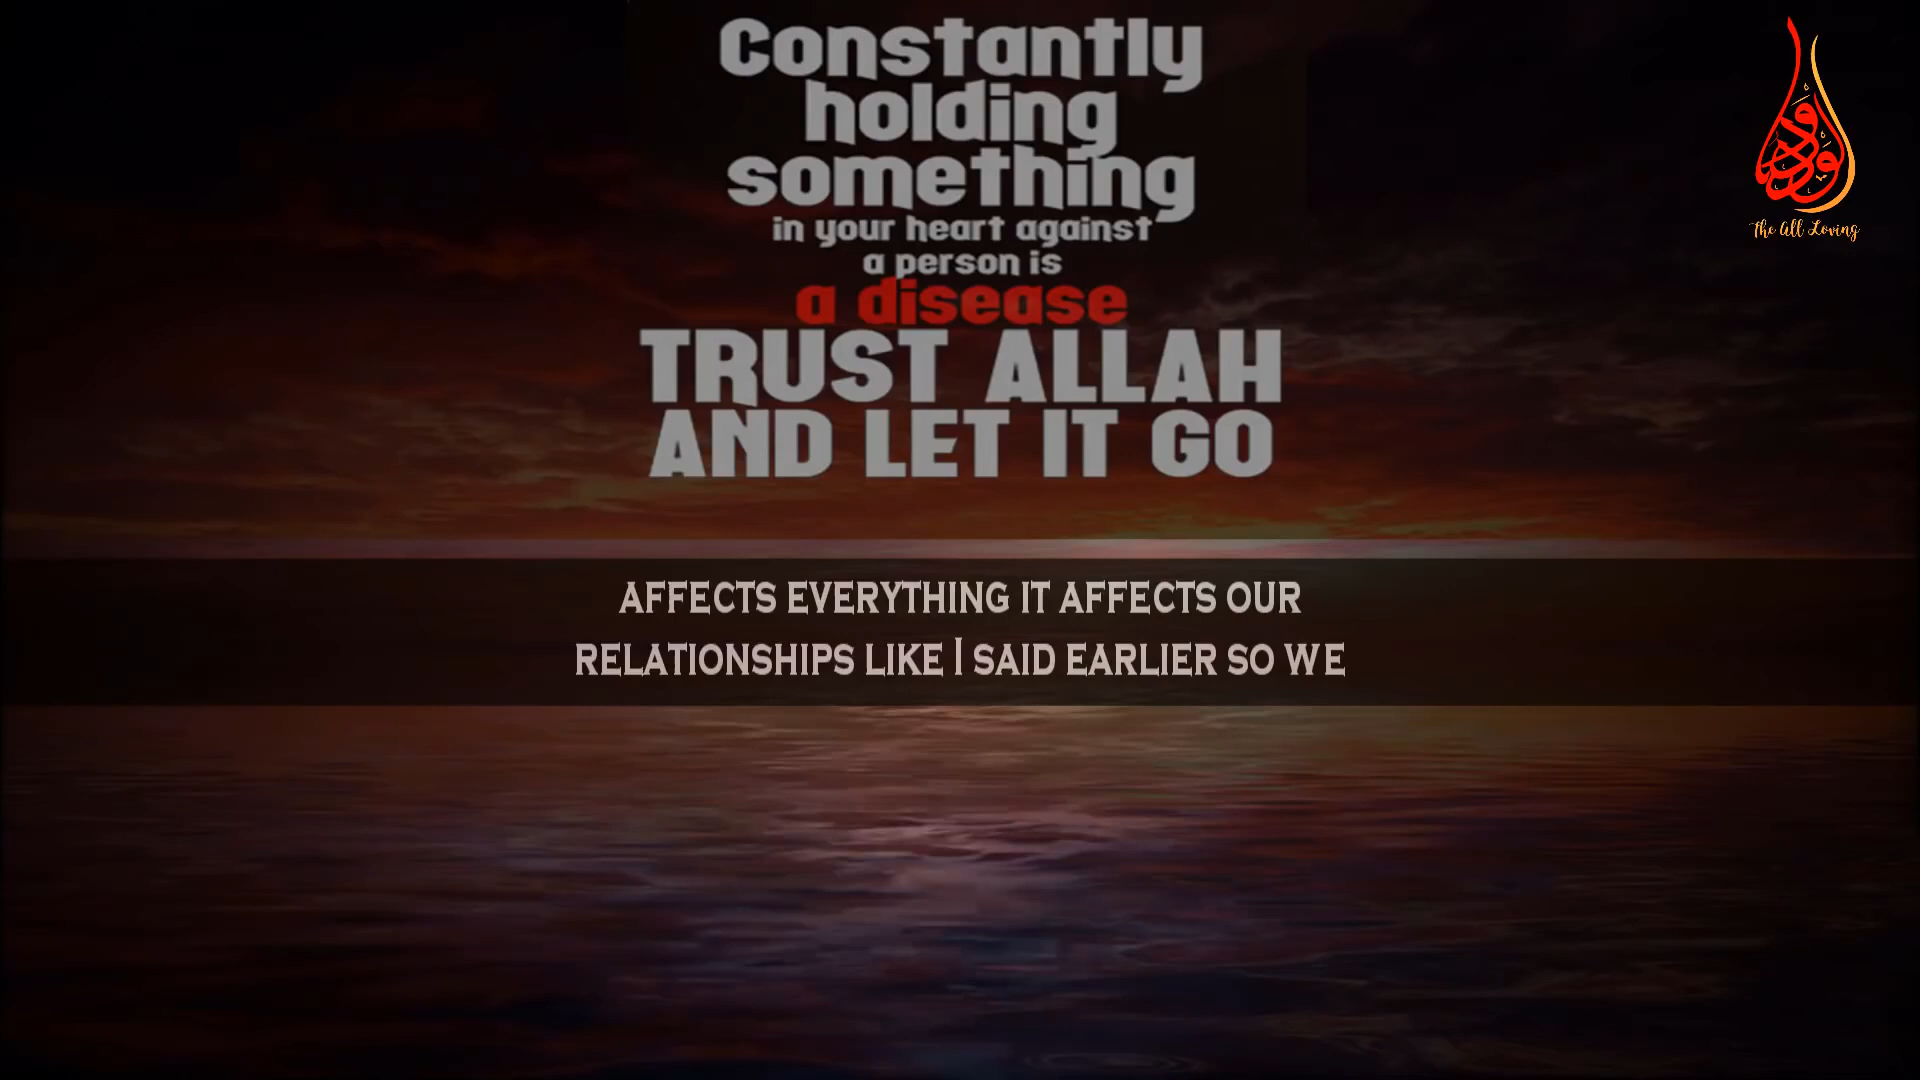 Constantly
holding
something
in your heart against
a person is
a disease
TRUST ALLAH
AND LET IT GO
الودود
The All Loving
AFFECTS EVERYTHING IT AFFECTS OUR
RELATIONSHIPS LIKE I SAID EARLIER SO WE